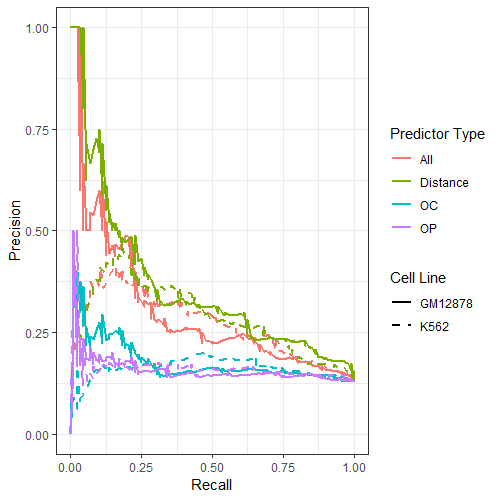 1.00
0.75
0.50
0.25
0.00
Precision
0.00 0.25 0.50 0.75 1.00
Recall
Predictor Type
All
Distance
OC
OP
Cell Line
GM12878
K562